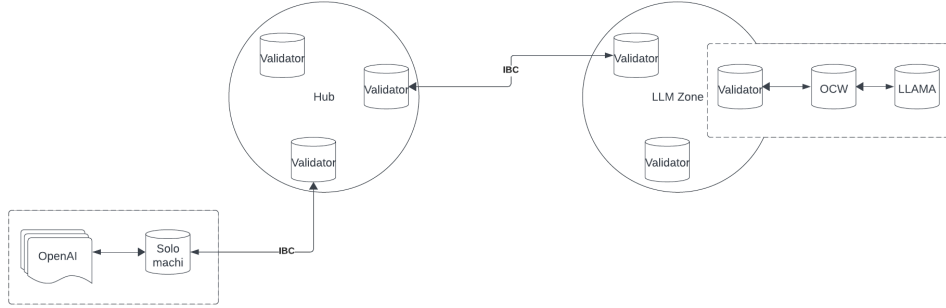 Validator
Validator
IBC
Hub
Validator
LLM Zone
Validator
OCW
LLAMA
Validator
Validator
OpenAI
Solo
machi
IBC